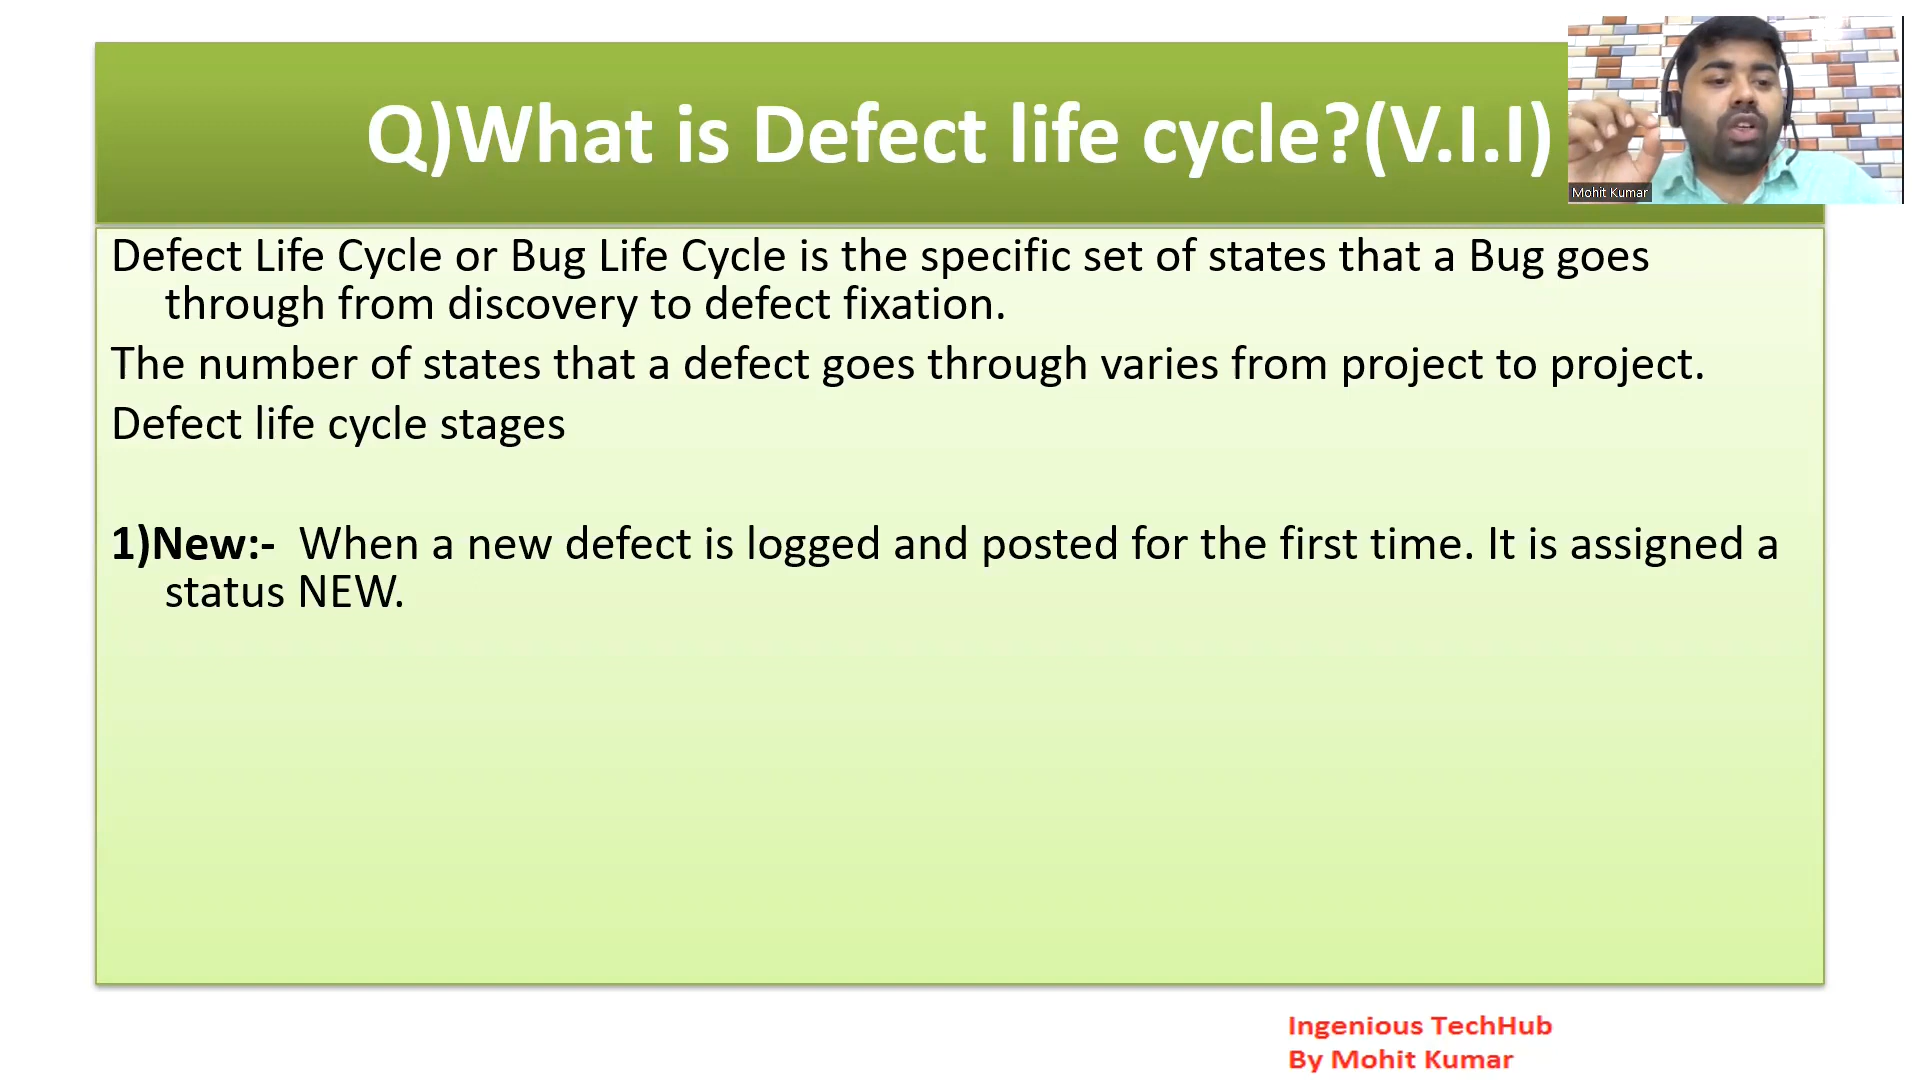 Q)What is Defect life cycle?(V.I.I)
Mohit Kumar
Defect Life Cycle or Bug Life Cycle is the specific set of states that a Bug goes
through from discovery to defect fixation.
The number of states that a defect goes through varies from project to project.
Defect life cycle stages
1)New:- When a new defect is logged and posted for the first time. It is assigned a
status NEW.
Ingenious TechHub
By Mohit Kumar